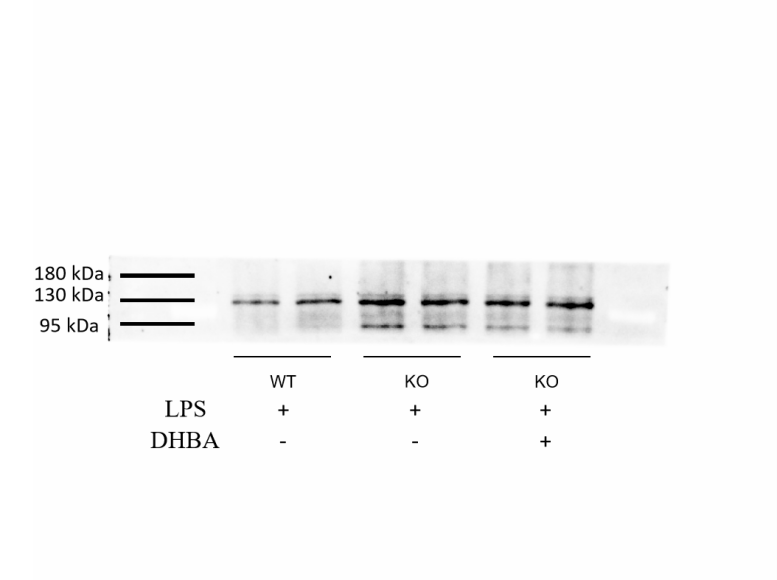 180 kDa
130 kDa
95 kDa
WT KO KO
LPS + + +
DHBA - - +